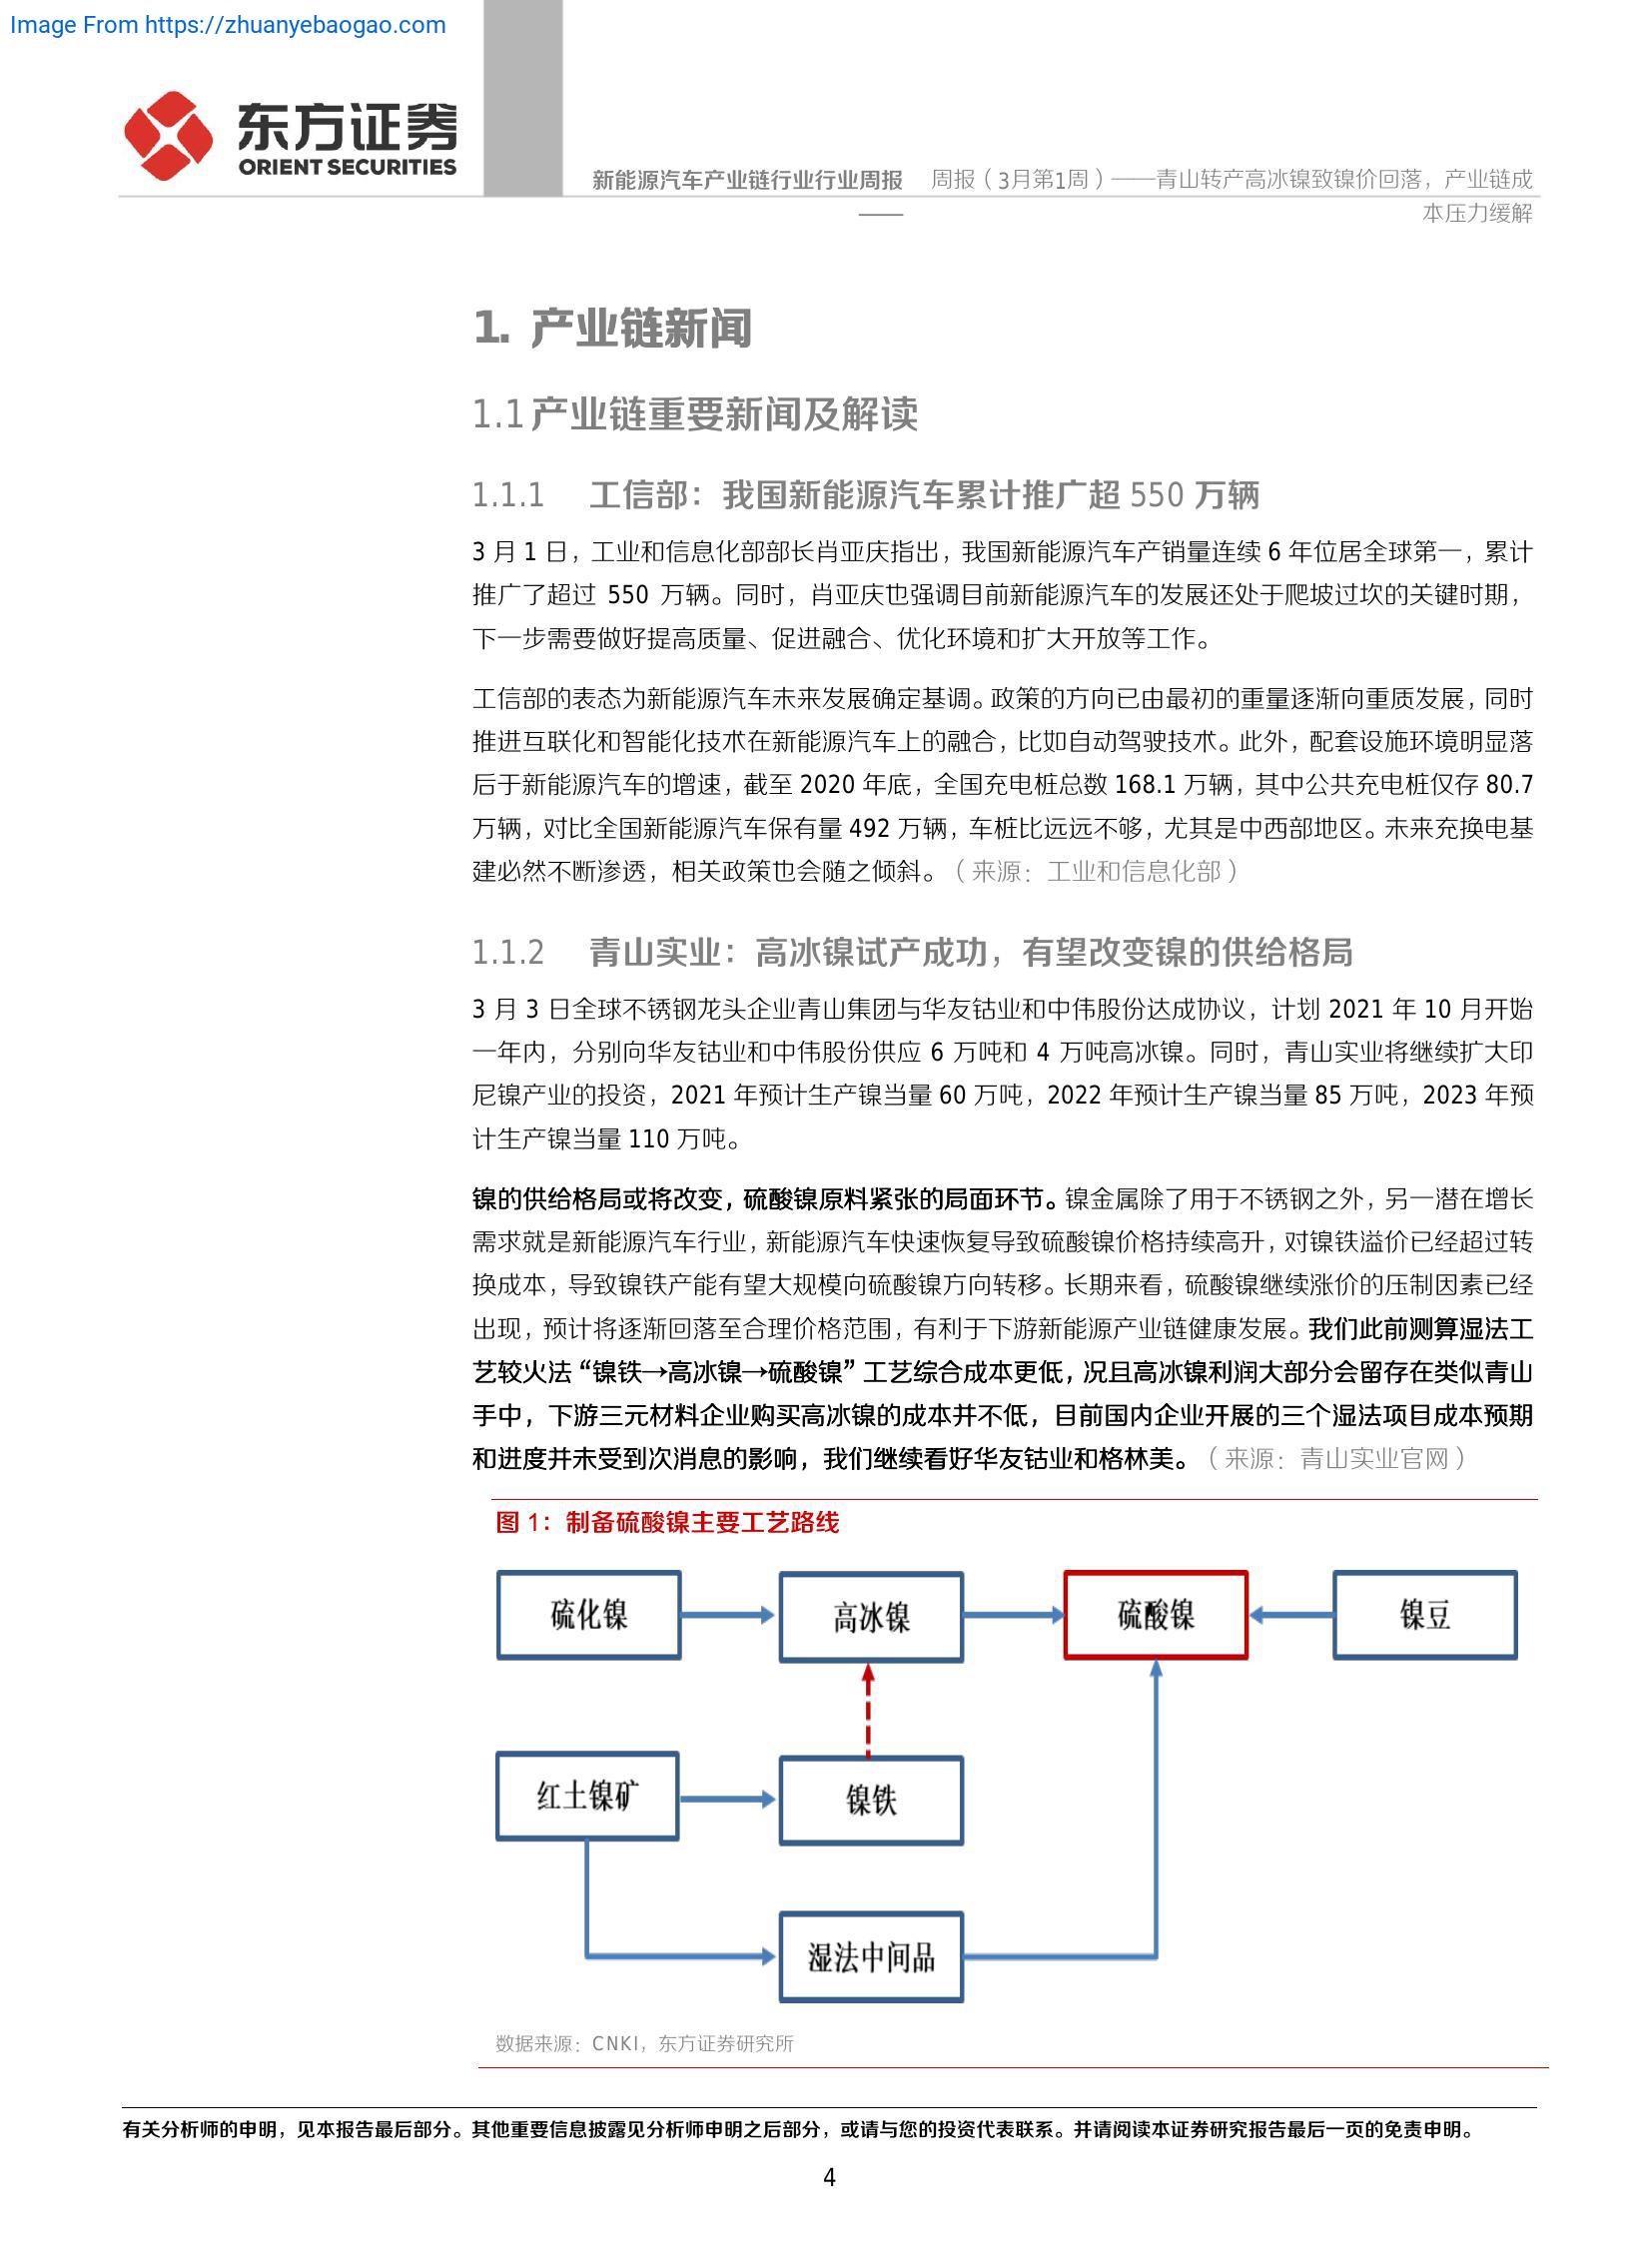 Image From https://zhuanyebaogao.com
东方证券
ORIENT SECURITIES
新能源汽车产业链行业行业周报 —— 周报（3月第1周）——青山转产高冰镍致镍价回落，产业链成
本压力缓解
1. 产业链新闻
1.1产业链重要新闻及解读
1.1.1 工信部：我国新能源汽车累计推广超 550 万辆
3 月 1 日，工业和信息化部部长肖亚庆指出，我国新能源汽车产销量连续 6 年位居全球第一，累计
推广了超过 550 万辆。同时，肖亚庆也强调目前新能源汽车的发展还处于爬坡过坎的关键时期，
下一步需要做好提高质量、促进融合、优化环境和扩大开放等工作。
工信部的表态为新能源汽车未来发展确定基调。政策的方向已由最初的重量逐渐向重质发展，同时
推进互联化和智能化技术在新能源汽车上的融合，比如自动驾驶技术。此外，配套设施环境明显落
后于新能源汽车的增速，截至 2020 年底，全国充电桩总数 168.1 万辆，其中公共充电桩仅存 80.7
万辆，对比全国新能源汽车保有量 492 万辆，车桩比远远不够，尤其是中西部地区。未来充换电基
建必然不断渗透，相关政策也会随之倾斜。（来源：工业和信息化部）
1.1.2 青山实业：高冰镍试产成功，有望改变镍的供给格局
3 月 3 日全球不锈钢龙头企业青山集团与华友钴业和中伟股份达成协议，计划 2021 年 10 月开始
一年内，分别向华友钴业和中伟股份供应 6 万吨和 4 万吨高冰镍。同时，青山实业将继续扩大印
尼镍产业的投资，2021 年预计生产镍当量 60 万吨，2022 年预计生产镍当量 85 万吨，2023 年预
计生产镍当量 110 万吨。
镍的供给格局或将改变，硫酸镍原料紧张的局面环节。镍金属除了用于不锈钢之外，另一潜在增长
需求就是新能源汽车行业，新能源汽车快速恢复导致硫酸镍价格持续高升，对镍铁溢价已经超过转
换成本，导致镍铁产能有望大规模向硫酸镍方向转移。长期来看，硫酸镍继续涨价的压制因素已经
出现，预计将逐渐回落至合理价格范围，有利于下游新能源产业链健康发展。我们此前测算湿法工
艺较火法“镍铁→高冰镍→硫酸镍”工艺综合成本更低，况且高冰镍利润大部分会留存在类似青山
手中，下游三元材料企业购买高冰镍的成本并不低，目前国内企业开展的三个湿法项目成本预期
和进度并未受到次消息的影响，我们继续看好华友钴业和格林美。（来源：青山实业官网）
图 1：制备硫酸镍主要工艺路线
硫化镍
高冰镍
硫酸镍
镍豆
红土镍矿
镍铁
湿法中间品
数据来源：CNKI，东方证券研究所
有关分析师的申明，见本报告最后部分。其他重要信息披露见分析师申明之后部分，或请与您的投资代表联系。并请阅读本证券研究报告最后一页的免责申明。
4